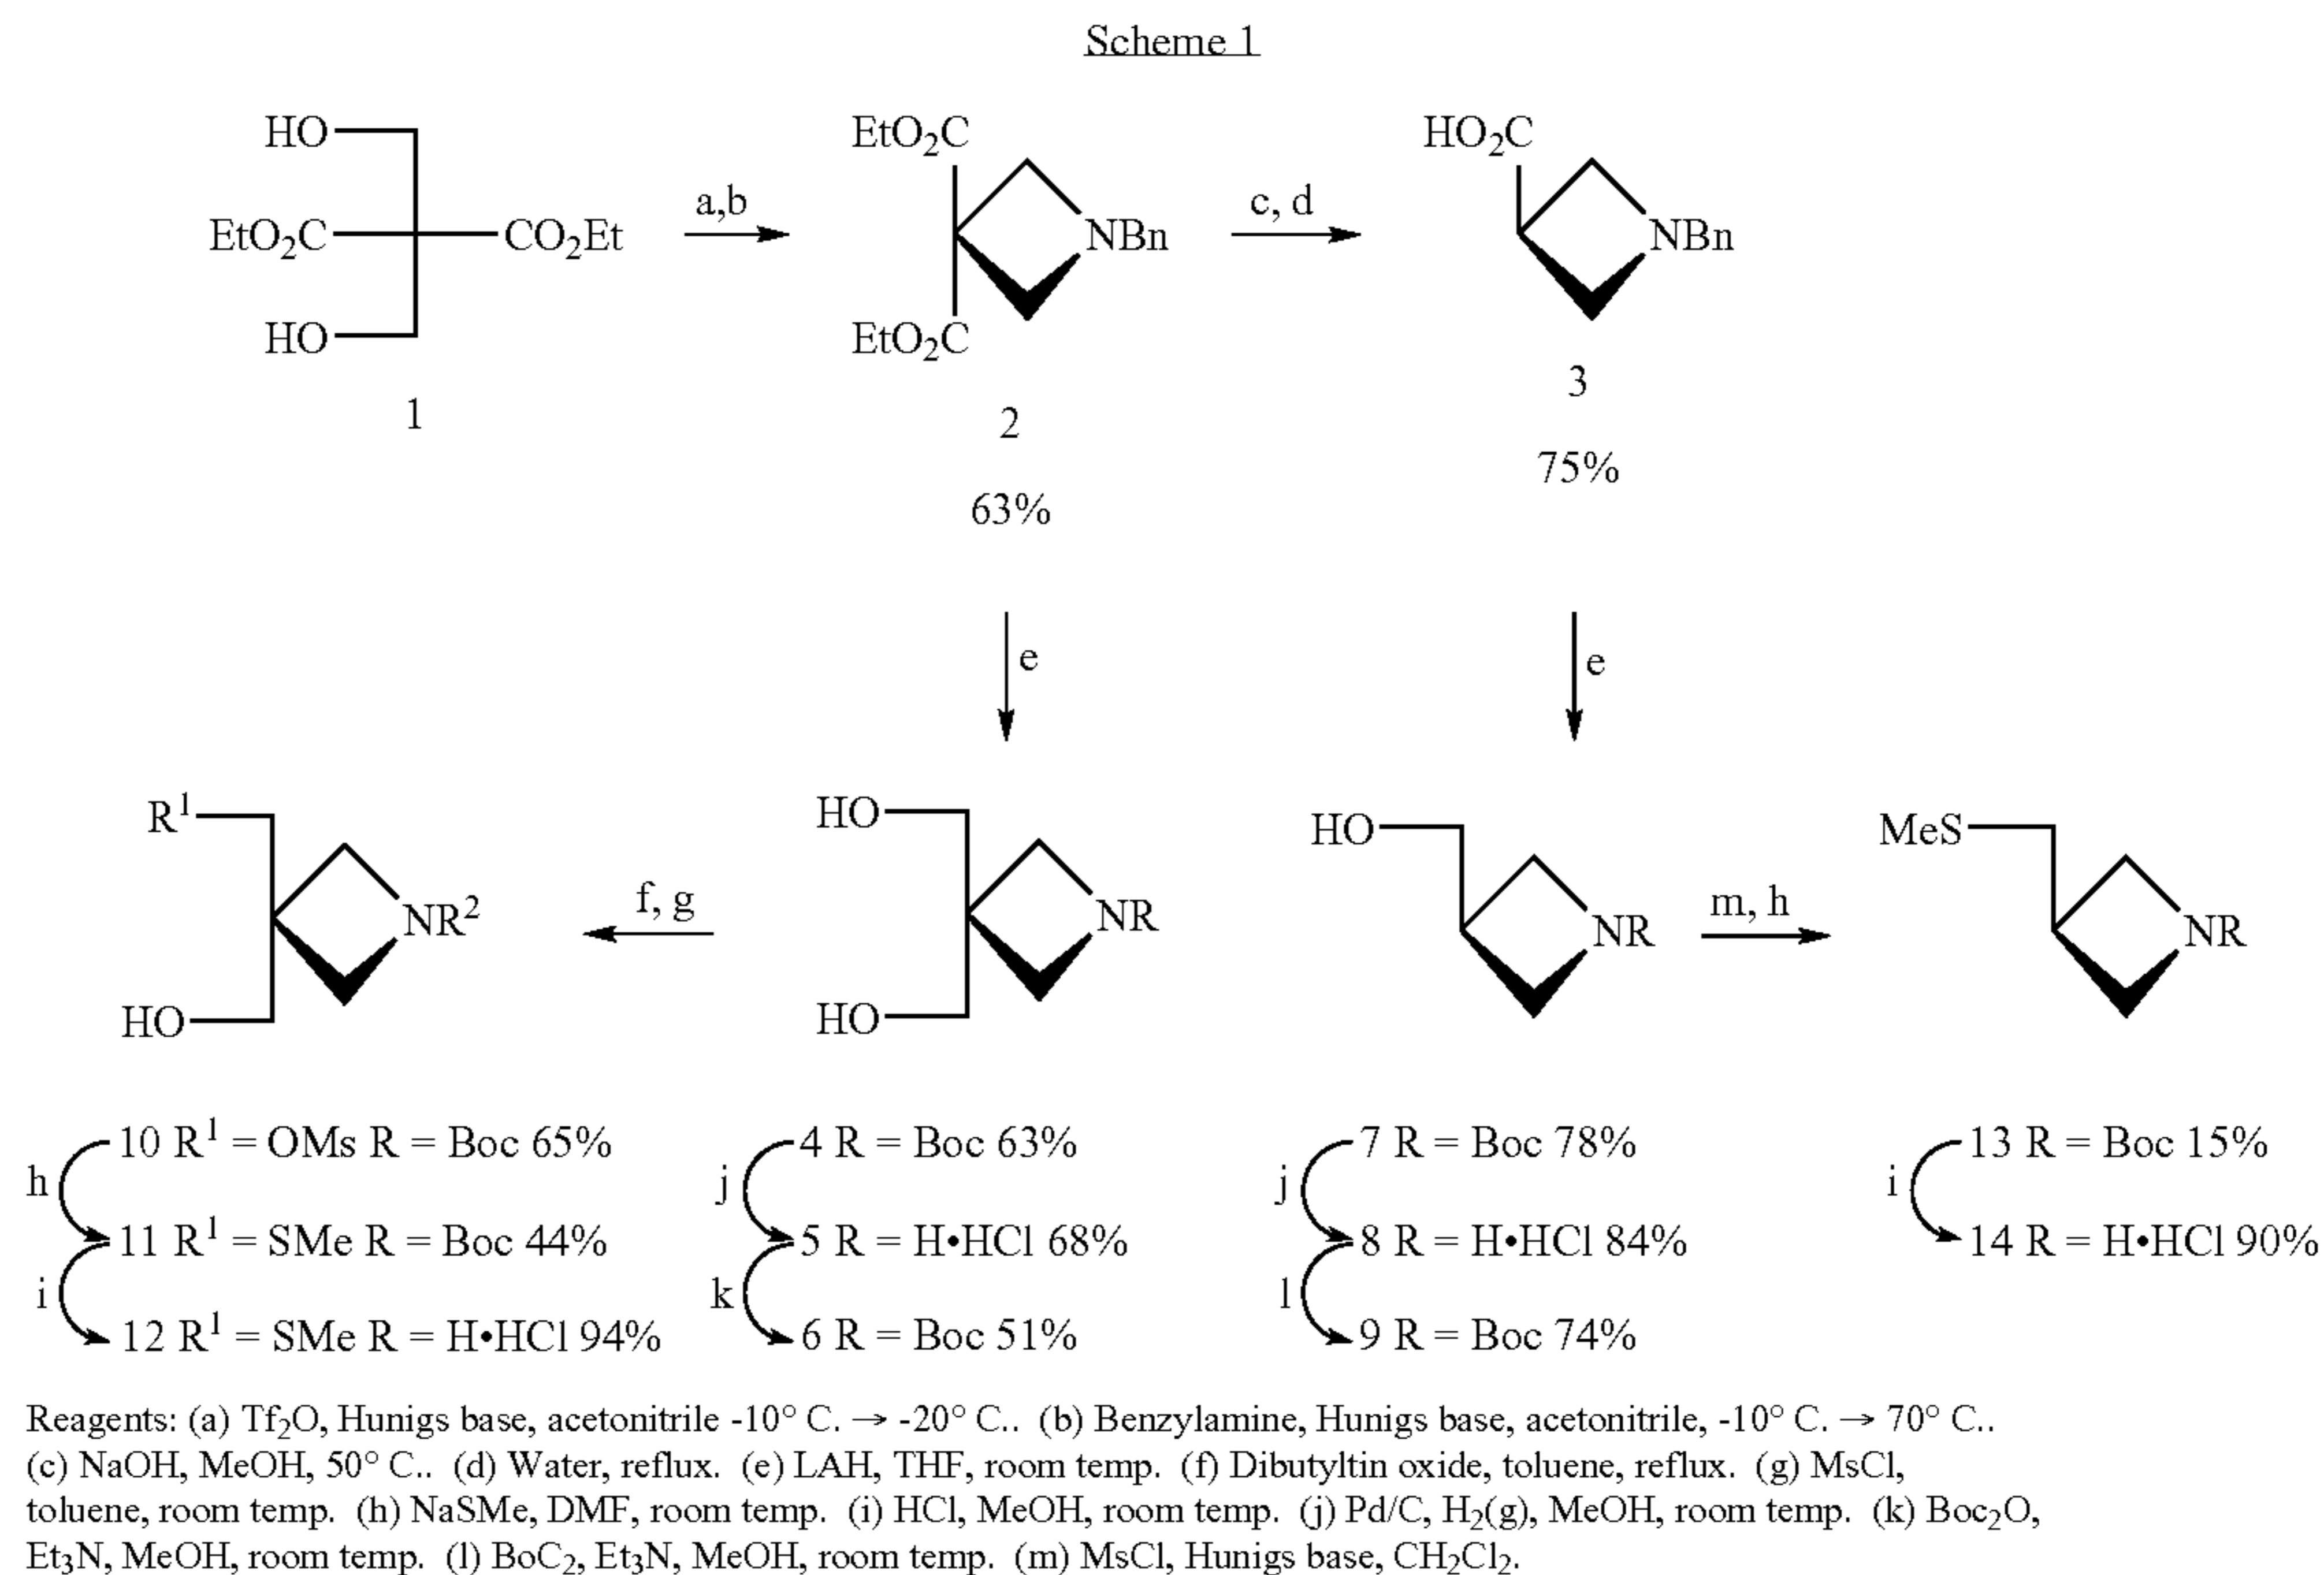 Scheme 1
HO
EtO2C
CO2Et
HO
1
a,b
EtO2C
NBn
EtO2C
2
63%
c, d
HO2C
NBn
3
75%
e
e
R1
NR2
HO
f, g
HO
NR
HO
HO
NR
m, h
MeS
NR
10 R1 = OMs R = Boc 65%
h
11 R1 = SMe R = Boc 44%
i
12 R1 = SMe R = H•HCl 94%
4 R = Boc 63%
j
5 R = H•HCl 68%
k
6 R = Boc 51%
7 R = Boc 78%
j
8 R = H•HCl 84%
l
9 R = Boc 74%
13 R = Boc 15%
i
14 R = H•HCl 90%
Reagents: (a) Tf2O, Hunigs base, acetonitrile -10° C. → -20° C.. (b) Benzylamine, Hunigs base, acetonitrile, -10° C. → 70° C..
(c) NaOH, MeOH, 50° C.. (d) Water, reflux. (e) LAH, THF, room temp. (f) Dibutyltin oxide, toluene, reflux. (g) MsCl,
toluene, room temp. (h) NaSMe, DMF, room temp. (i) HCl, MeOH, room temp. (j) Pd/C, H2(g), MeOH, room temp. (k) Boc2O,
Et3N, MeOH, room temp. (l) BoC2, Et3N, MeOH, room temp. (m) MsCl, Hunigs base, CH2Cl2.